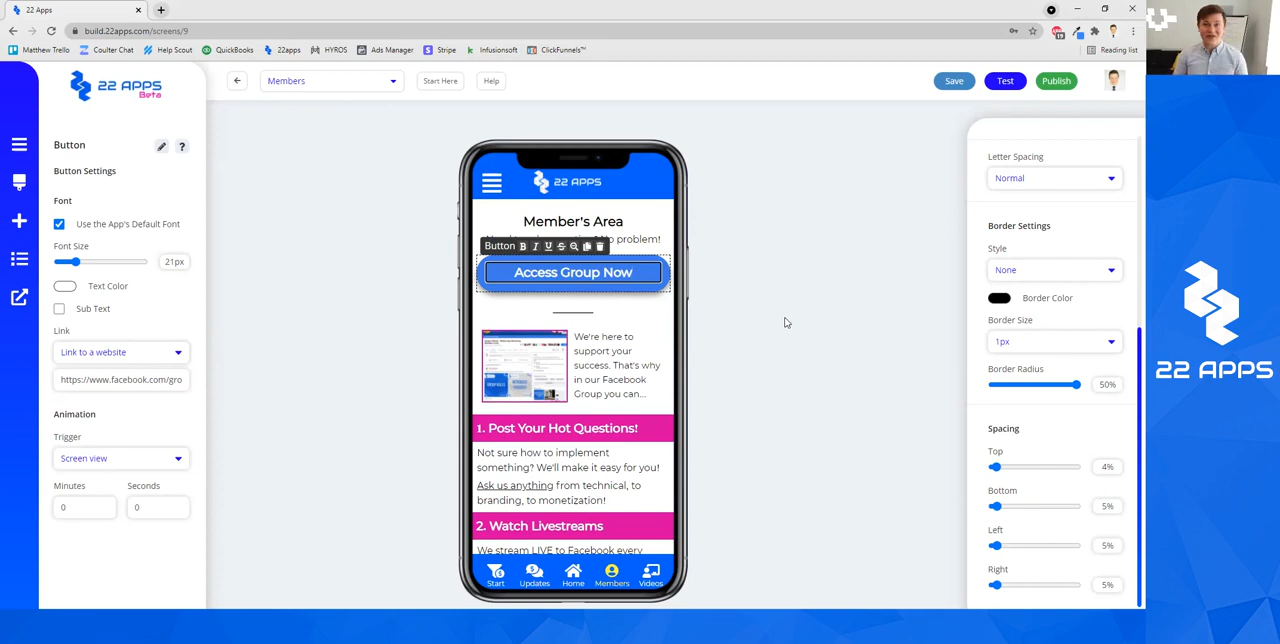 22 Apps
build.22apps.com/screens/9
Matthew Trello
Coulter Chat
Help Scout
QuickBooks
22apps
HYROS
Ads Manager
Stripe
Infusionsoft
ClickFunnels™
Reading list
22 APPS
Beta
Members
Start Here
Help
Save
Test
Publish
Button
?
Button Settings
Font
Use the App's Default Font
Font Size
21px
Text Color
Sub Text
Link
Link to a website
https://www.facebook.com/gro
Animation
Trigger
Screen view
Minutes
Seconds
0
0
22 APPS
Member's Area
problem!
Button B I U S
Access Group Now
We're here to
support your
success. That's why
in our Facebook
Group you can...
1. Post Your Hot Questions!
Not sure how to implement
something? We'll make it easy for you!
Ask us anything from technical, to
branding, to monetization!
2. Watch Livestreams
We stream LIVE to Facebook every
Start
Updates
Home
Members
Videos
Letter Spacing
Normal
Border Settings
Style
None
Border Color
Border Size
1px
Border Radius
50%
Spacing
Top
4%
Bottom
5%
Left
5%
Right
5%
22 APPS